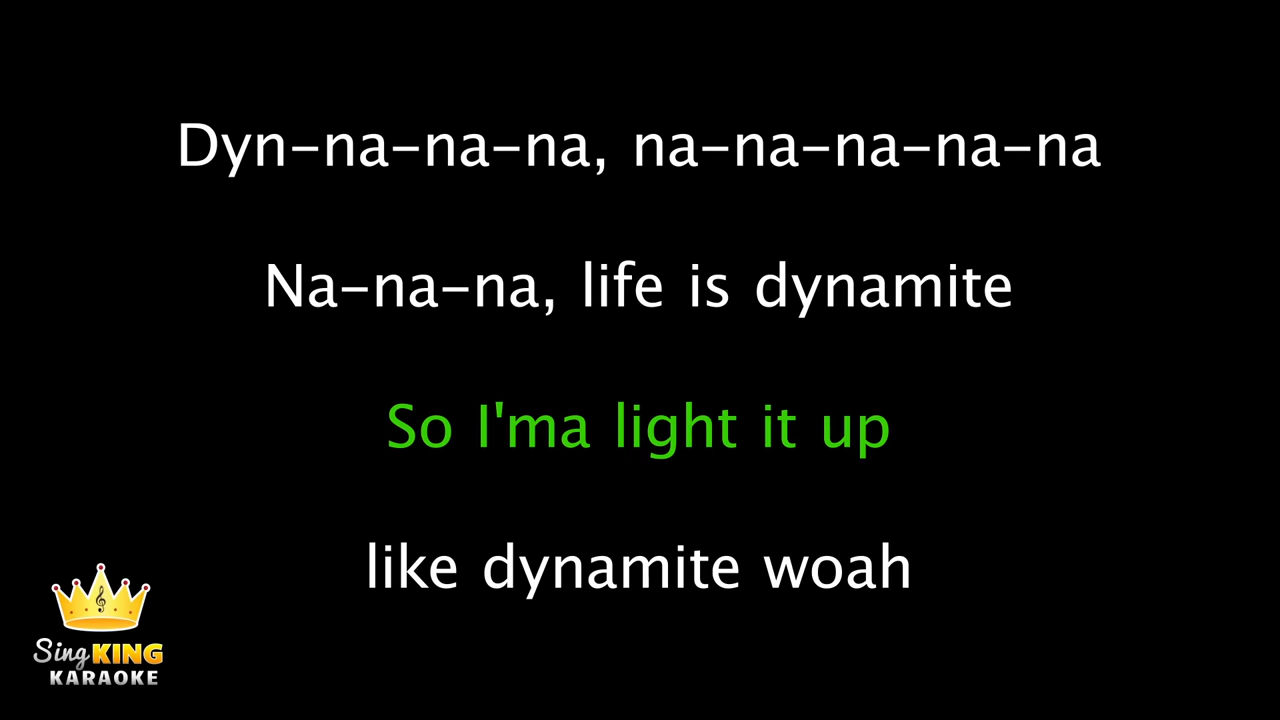 Dyn-na-na-na, na-na-na-na-na
Na-na-na, life is dynamite
So I'ma light it up
like dynamite woah
Sing KING
KARAOKE